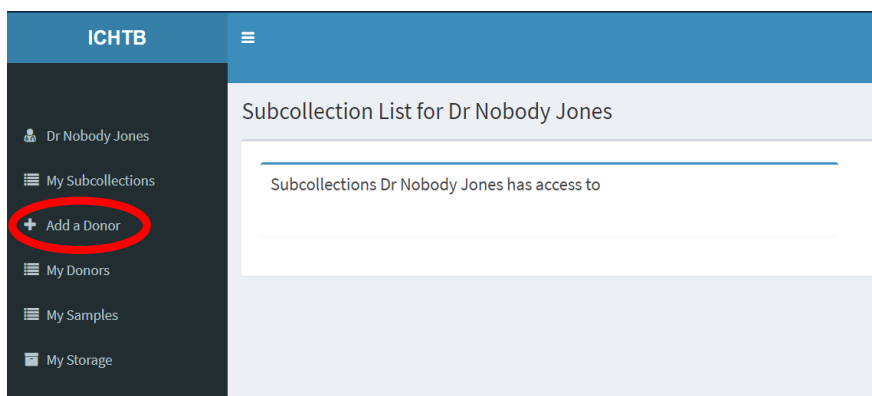 ICHTB
Dr Nobody Jones
My Subcollections
Add a Donor
My Donors
My Samples
My Storage
Subcollection List for Dr Nobody Jones
Subcollections Dr Nobody Jones has access to